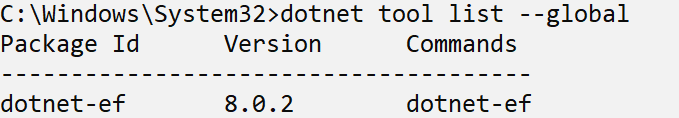 C:\Windows\System32>dotnet tool list --global
Package Id      Version      Commands
--------------------------------------
dotnet-ef       8.0.2        dotnet-ef